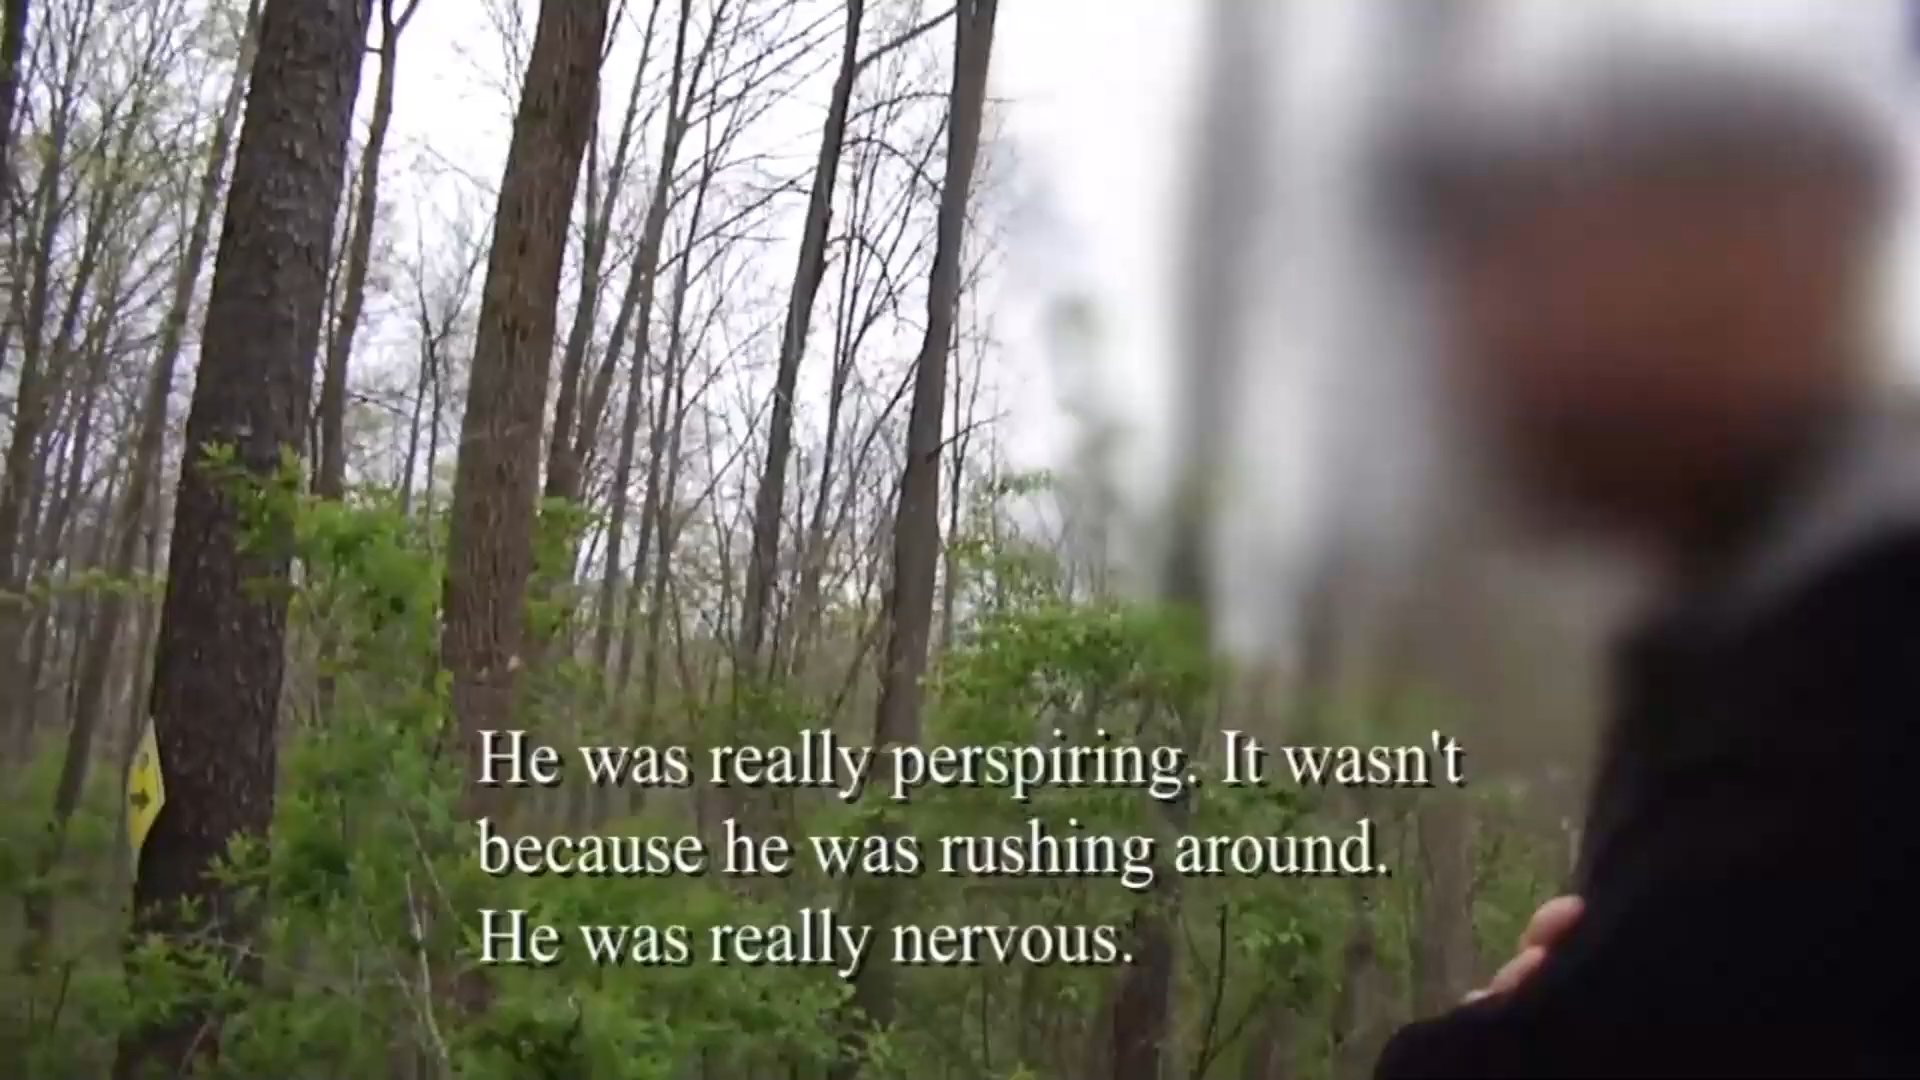 He was really perspiring. It wasn't
because he was rushing around.
He was really nervous.